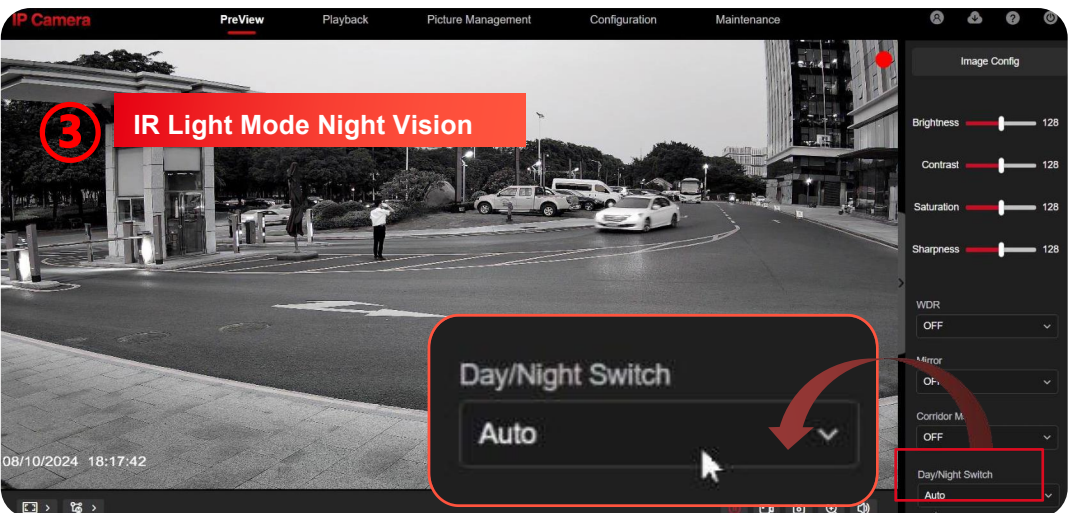 IP Camera
PreView
Playback
Picture Management
Configuration
Maintenance
Image Config
③
IR Light Mode Night Vision
Brightness 128
Contrast 128
Saturation 128
Sharpness 128
WDR
OFF
Mirror
OFF
Corridor M
OFF
Day/Night Switch
Auto
Day/Night Switch
Auto
08/10/2024 18:17:42